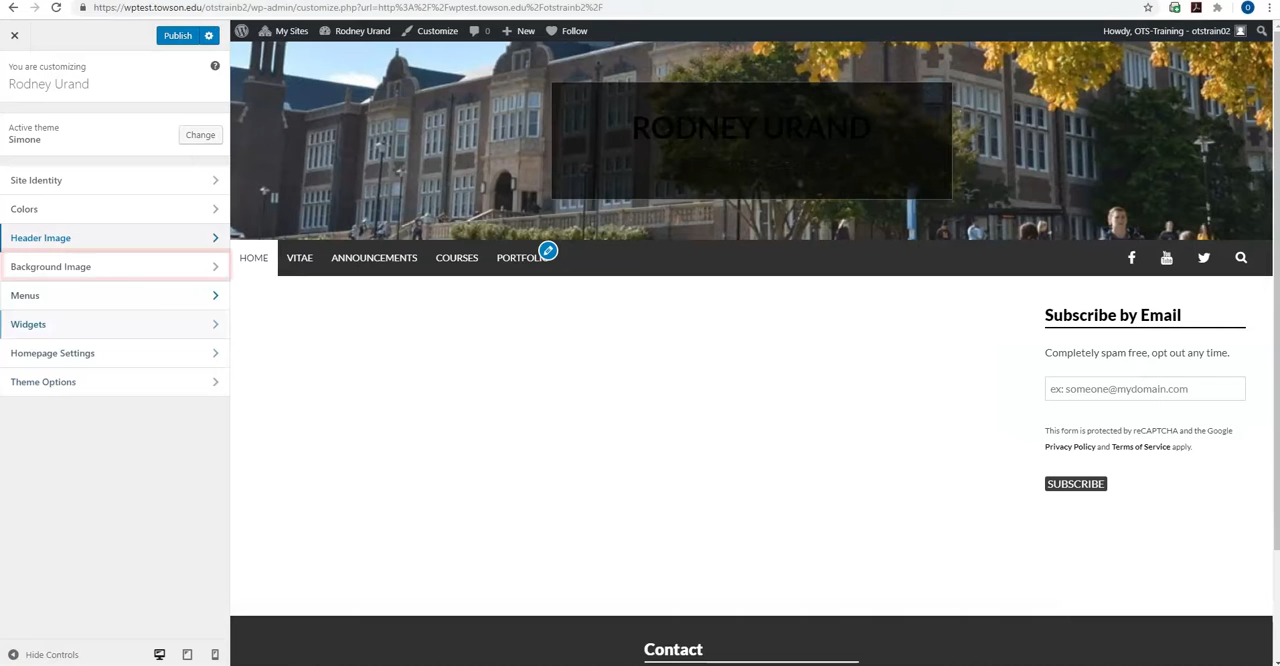 https://wptest.towson.edu/otstrainb2/wp-admin/customize.php?url=http%3A%2F%2Fwptest.towson.edu%2Fotstrainb2%2F
O
Publish
My Sites
Rodney Urand
Customize
0
New
Follow
Howdy, OTS-Training - otstrain02
You are customizing
Rodney Urand
Active theme
Simone
Change
Site Identity
Colors
Header Image
Background Image
Menus
Widgets
Homepage Settings
Theme Options
Hide Controls
RODNEY URAND
HOME
VITAE
ANNOUNCEMENTS
COURSES
PORTFOLIO
Subscribe by Email
Completely spam free, opt out any time.
ex: someone@mydomain.com
This form is protected by reCAPTCHA and the Google
Privacy Policy and Terms of Service apply.
SUBSCRIBE
Contact